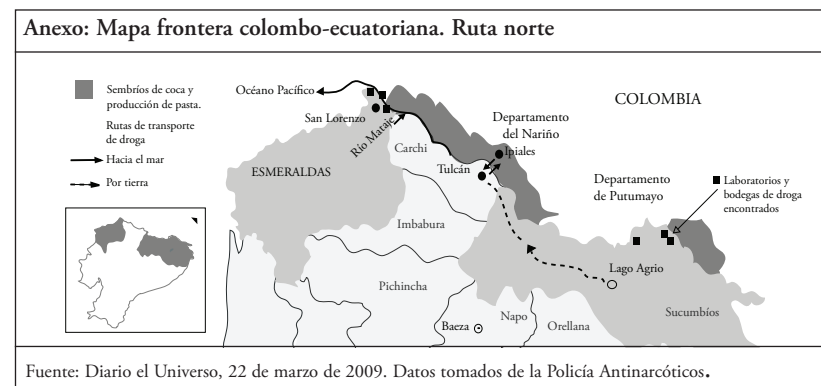 Anexo: Mapa frontera colombo-ecuatoriana. Ruta norte
Sembríos de coca y
producción de pasta.
Rutas de transporte
de droga
Hacia el mar
Por tierra
Océano Pacífico
San Lorenzo
Río Mataje
ESMERALDAS
Carchi
Tulcán
Ipiales
Departamento
del Nariño
COLOMBIA
Departamento
de Putumayo
Laboratorios y
bodegas de droga
encontrados
Imbabura
Pichincha
Lago Agrio
Sucumbíos
Baeza
Napo
Orellana
Fuente: Diario el Universo, 22 de marzo de 2009. Datos tomados de la Policía Antinarcóticos.